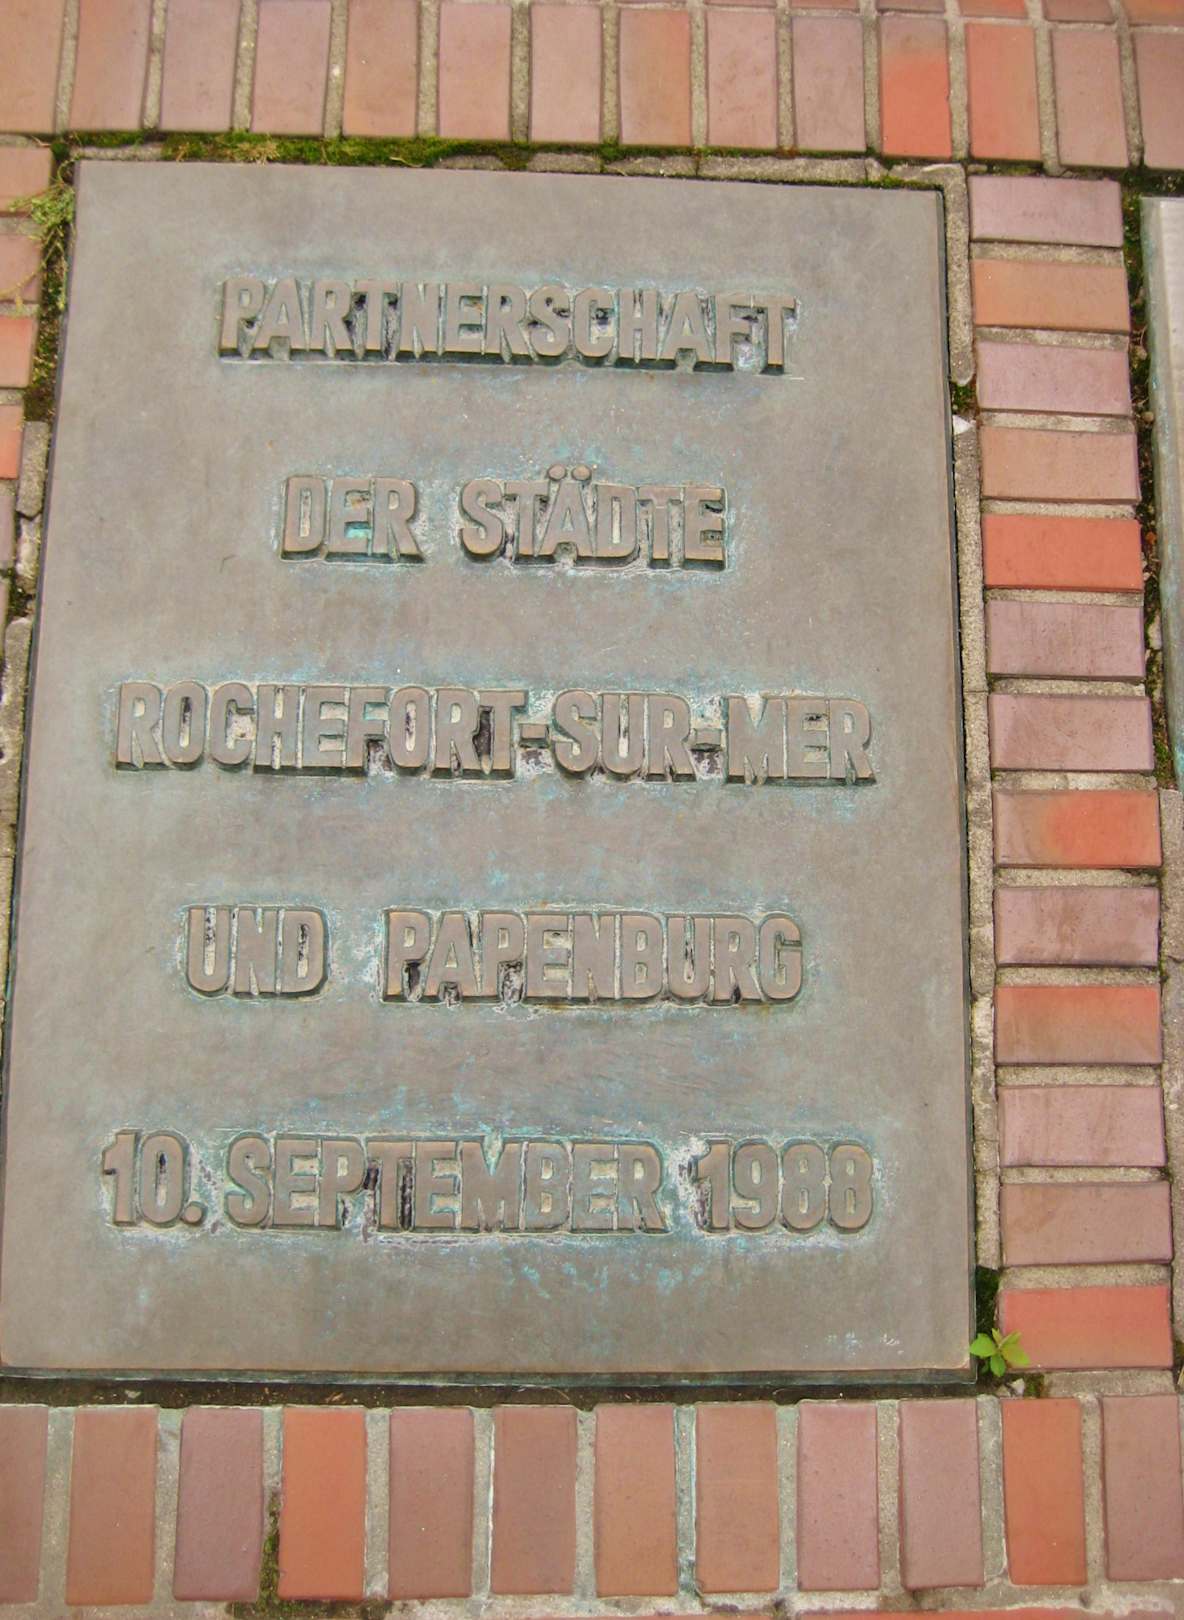 PARTNERSCHAFT
DER STÄDTE
ROCHEFORT-SUR-MER
UND PAPENBURG
10. SEPTEMBER 1988